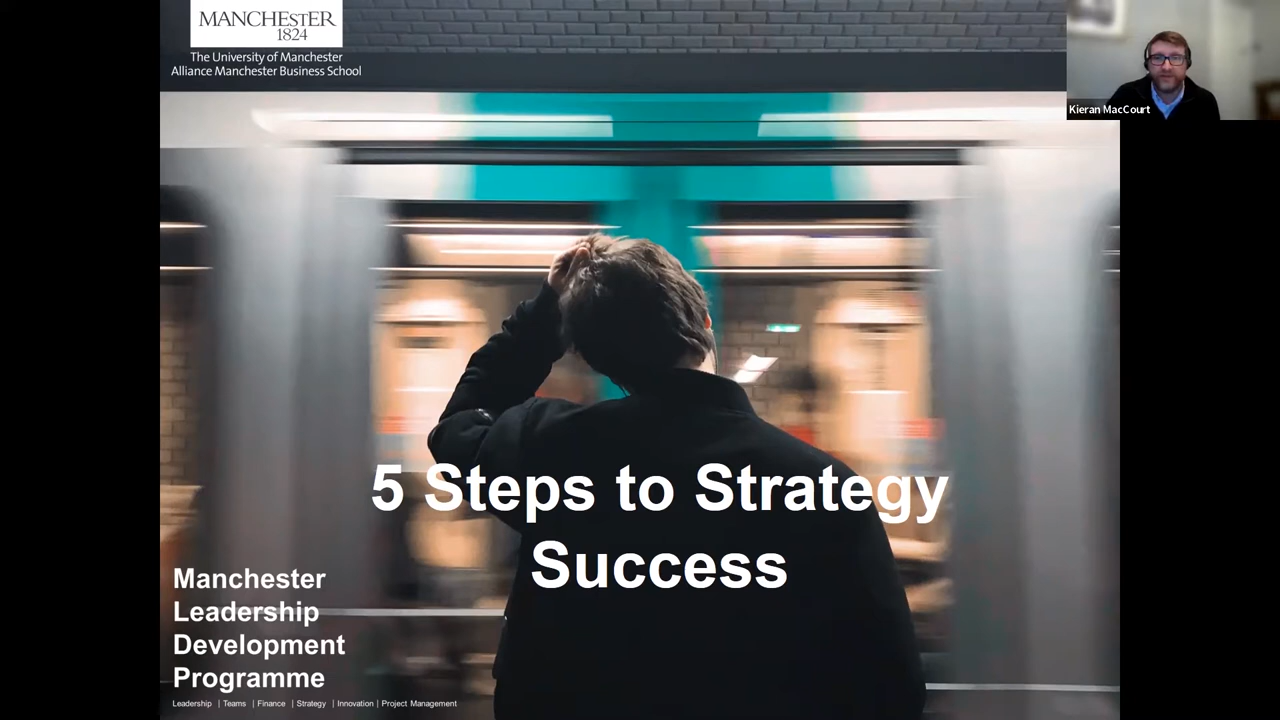 MANCHESTER
1824
The University of Manchester
Alliance Manchester Business School
Kieran MacCourt
5 Steps to Strategy
Success
Manchester
Leadership
Development
Programme
Leadership | Teams | Finance | Strategy | Innovation | Project Management